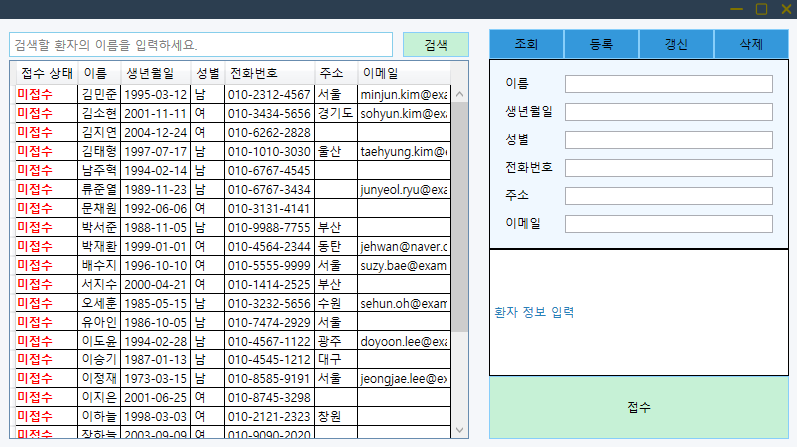 검색할 환자의 이름을 입력하세요. 검색
접수 상태 이름 생년월일 성별 전화번호 주소 이메일
미접수 김민준 1995-03-12 남 010-2312-4567 서울 minjun.kim@exa
미접수 김소현 2001-11-11 여 010-3434-5656 경기도 sohyun.kim@exa
미접수 김지연 2004-12-24 여 010-6262-2828
미접수 김태형 1997-07-17 남 010-1010-3030 울산 taehyung.kim@e
미접수 남주혁 1994-02-14 남 010-6767-4545
미접수 류준열 1989-11-23 남 010-6767-3434 junyeol.ryu@exa
미접수 문채원 1992-06-06 여 010-3131-4141
미접수 박서준 1988-11-05 남 010-9988-7755 부산
미접수 박재환 1999-01-01 여 010-4564-2344 동탄 jehwan@naver.c
미접수 배수지 1996-10-10 여 010-5555-9999 서울 suzy.bae@exam
미접수 서지수 2000-04-21 여 010-1414-2525 부산
미접수 오세훈 1985-05-15 남 010-3232-5656 수원 sehun.oh@exam
미접수 유아인 1986-10-05 남 010-7474-2929 서울
미접수 이도윤 1994-02-28 남 010-4567-1122 광주 doyoon.lee@exa
미접수 이승기 1987-01-13 남 010-4545-1212 대구
미접수 이정재 1973-03-15 남 010-8585-9191 서울 jeongjae.lee@ex
미접수 이지은 2001-06-25 여 010-8745-3298
미접수 이하늘 1998-03-03 여 010-2121-2323 창원
미접수 장하늘 2003-09-09 여 010-9090-2020
조회 등록 갱신 삭제
이름
생년월일
성별
전화번호
주소
이메일
환자 정보 입력
접수